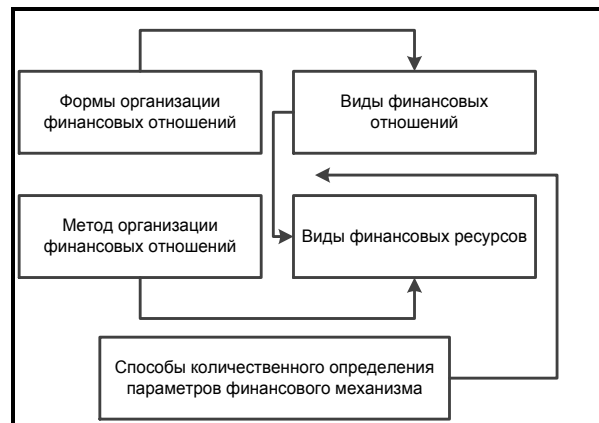 Формы организации
финансовых отношений
Виды финансовых
отношений
Метод организации
финансовых отношений
Виды финансовых ресурсов
Способы количественного определения
параметров финансового механизма